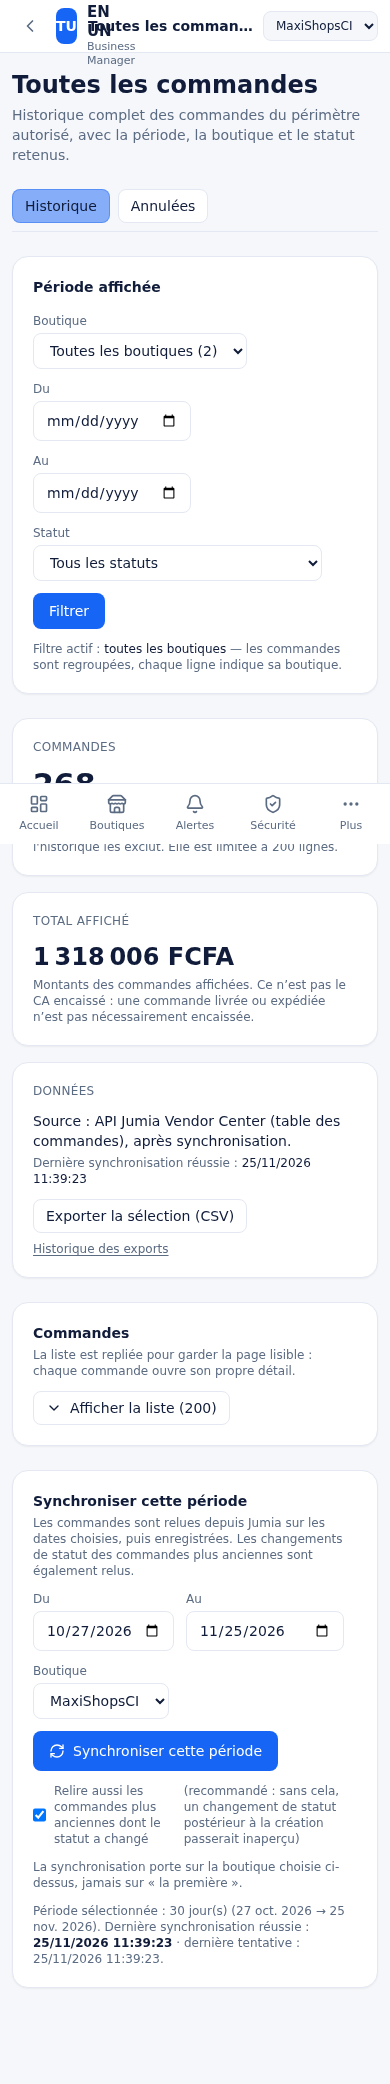 TU
EN
UN
Business
Manager
Toutes les comman...
MaxiShopsCI
Toutes les commandes
Historique complet des commandes du périmètre
autorisé, avec la période, la boutique et le statut
retenus.
Historique
Annulées
Période affichée
Boutique
Toutes les boutiques (2)
Du
mm/dd/yyyy
Au
mm/dd/yyyy
Statut
Tous les statuts
Filtrer
Filtre actif : toutes les boutiques — les commandes
sont regroupées, chaque ligne indique sa boutique.
COMMANDES
268
Accueil
Boutiques
Alertes
Sécurité
Plus
l’historique les exclut. Elle est limitée à 200 lignes.
TOTAL AFFICHÉ
1 318 006 FCFA
Montants des commandes affichées. Ce n’est pas le
CA encaissé : une commande livrée ou expédiée
n’est pas nécessairement encaissée.
DONNÉES
Source : API Jumia Vendor Center (table des
commandes), après synchronisation.
Dernière synchronisation réussie : 25/11/2026
11:39:23
Exporter la sélection (CSV)
Historique des exports
Commandes
La liste est repliée pour garder la page lisible :
chaque commande ouvre son propre détail.
Afficher la liste (200)
Synchroniser cette période
Les commandes sont relues depuis Jumia sur les
dates choisies, puis enregistrées. Les changements
de statut des commandes plus anciennes sont
également relus.
Du
Au
10/27/2026
11/25/2026
Boutique
MaxiShopsCI
Synchroniser cette période
Relire aussi les
commandes plus
anciennes dont le
statut a changé
(recommandé : sans cela,
un changement de statut
postérieur à la création
passerait inaperçu)
La synchronisation porte sur la boutique choisie ci-
dessus, jamais sur « la première ».
Période sélectionnée : 30 jour(s) (27 oct. 2026 → 25
nov. 2026). Dernière synchronisation réussie :
25/11/2026 11:39:23 · dernière tentative :
25/11/2026 11:39:23.